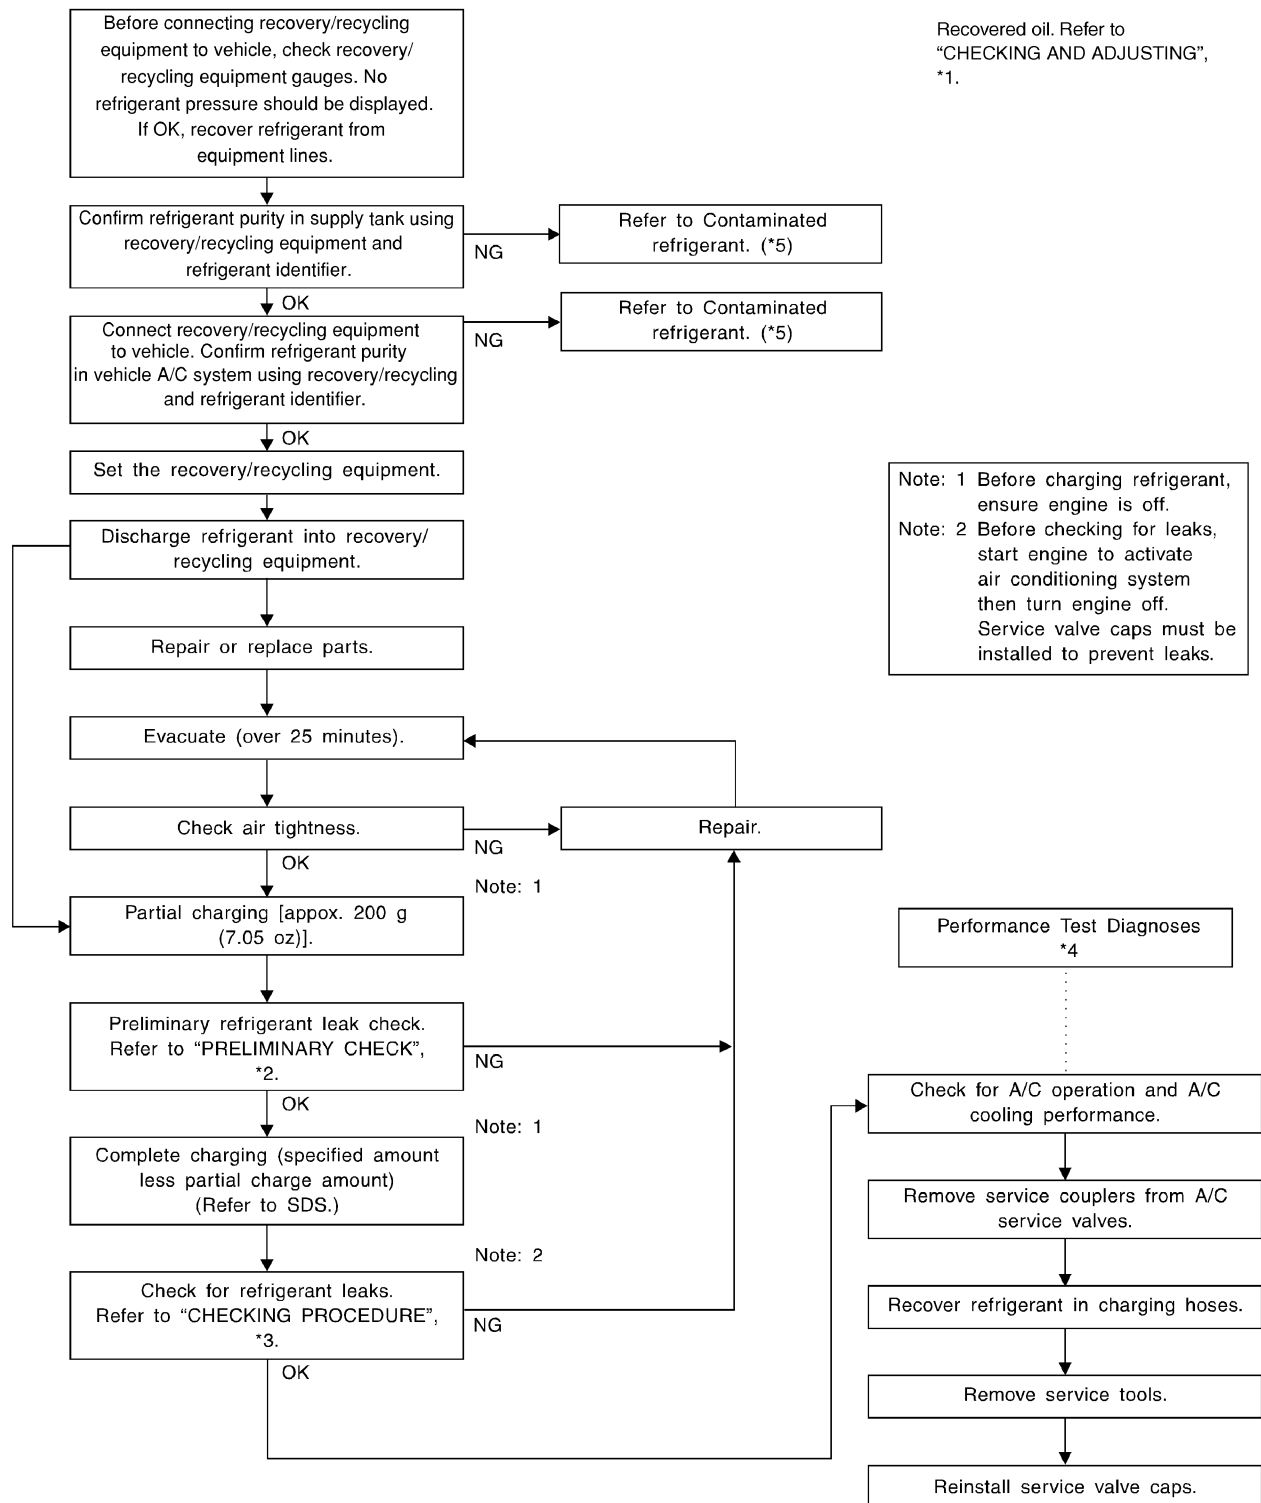 Before connecting recovery/recycling
equipment to vehicle, check recovery/
recycling equipment gauges. No
refrigerant pressure should be displayed.
If OK, recover refrigerant from
equipment lines.
Recovered oil. Refer to
“CHECKING AND ADJUSTING”,
*1.
Confirm refrigerant purity in supply tank using
recovery/recycling equipment and
refrigerant identifier.
NG
Refer to Contaminated
refrigerant. (*5)
OK
Connect recovery/recycling equipment
to vehicle. Confirm refrigerant purity
in vehicle A/C system using recovery/recycling
and refrigerant identifier.
NG
Refer to Contaminated
refrigerant. (*5)
OK
Set the recovery/recycling equipment.
Discharge refrigerant into recovery/
recycling equipment.
Note: 1 Before charging refrigerant,
ensure engine is off.
Note: 2 Before checking for leaks,
start engine to activate
air conditioning system
then turn engine off.
Service valve caps must be
installed to prevent leaks.
Repair or replace parts.
Evacuate (over 25 minutes).
Check air tightness.
NG
Repair.
OK
Note: 1
Partial charging [appox. 200 g
(7.05 oz)].
Preliminary refrigerant leak check.
Refer to “PRELIMINARY CHECK”,
*2.
NG
OK
Note: 1
Complete charging (specified amount
less partial charge amount)
(Refer to SDS.)
Note: 2
Check for refrigerant leaks.
Refer to “CHECKING PROCEDURE”,
*3.
NG
OK
Performance Test Diagnoses
*4
Check for A/C operation and A/C
cooling performance.
Remove service couplers from A/C
service valves.
Recover refrigerant in charging hoses.
Remove service tools.
Reinstall service valve caps.